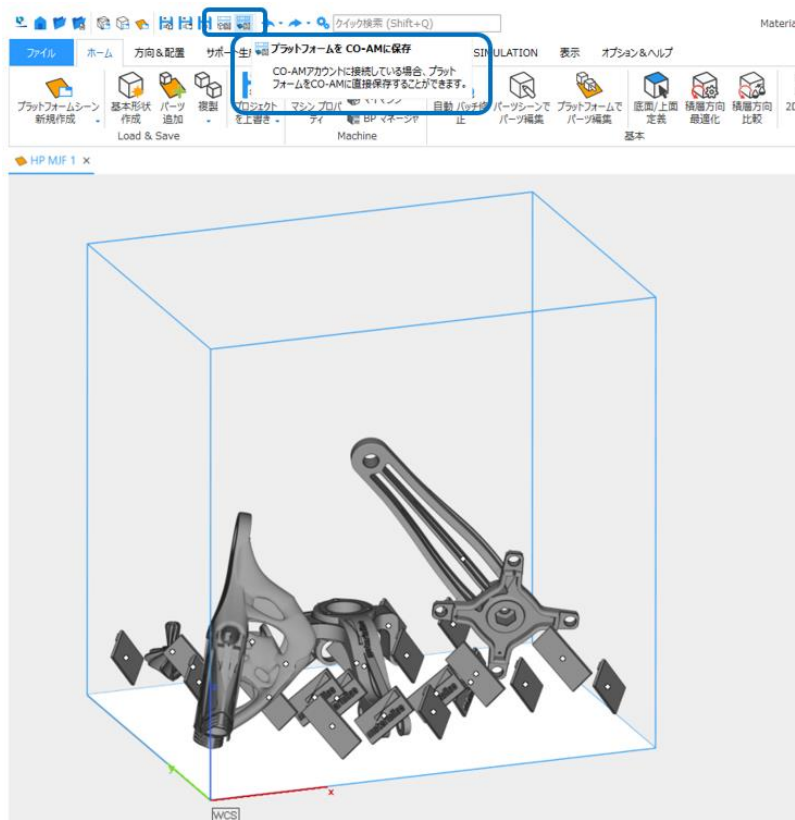 クイック検索 (Shift+Q)
Materia
ファイル
ホーム
方向&配置
サポート生
SIMULATION
表示
オプション&ヘルプ
プラットフォームを CO-AMに保存
CO-AMアカウントに接続している場合、プラット
フォームをCO-AMに直接保存することができます。
プラットフォームシーン
新規作成
基本形状
作成
パーツ
追加
複製
プロジェクト
を上書き
マシン プロパ
ティ
マイマシン
BP マネージャ
自動 パッチ修
正
パーツシーンで
パーツ編集
プラットフォームで
パーツ編集
底面/上面
定義
積層方向
最適化
積層方向
比較
2D
Load & Save
Machine
基本
HP MJF 1
y
x
WCS